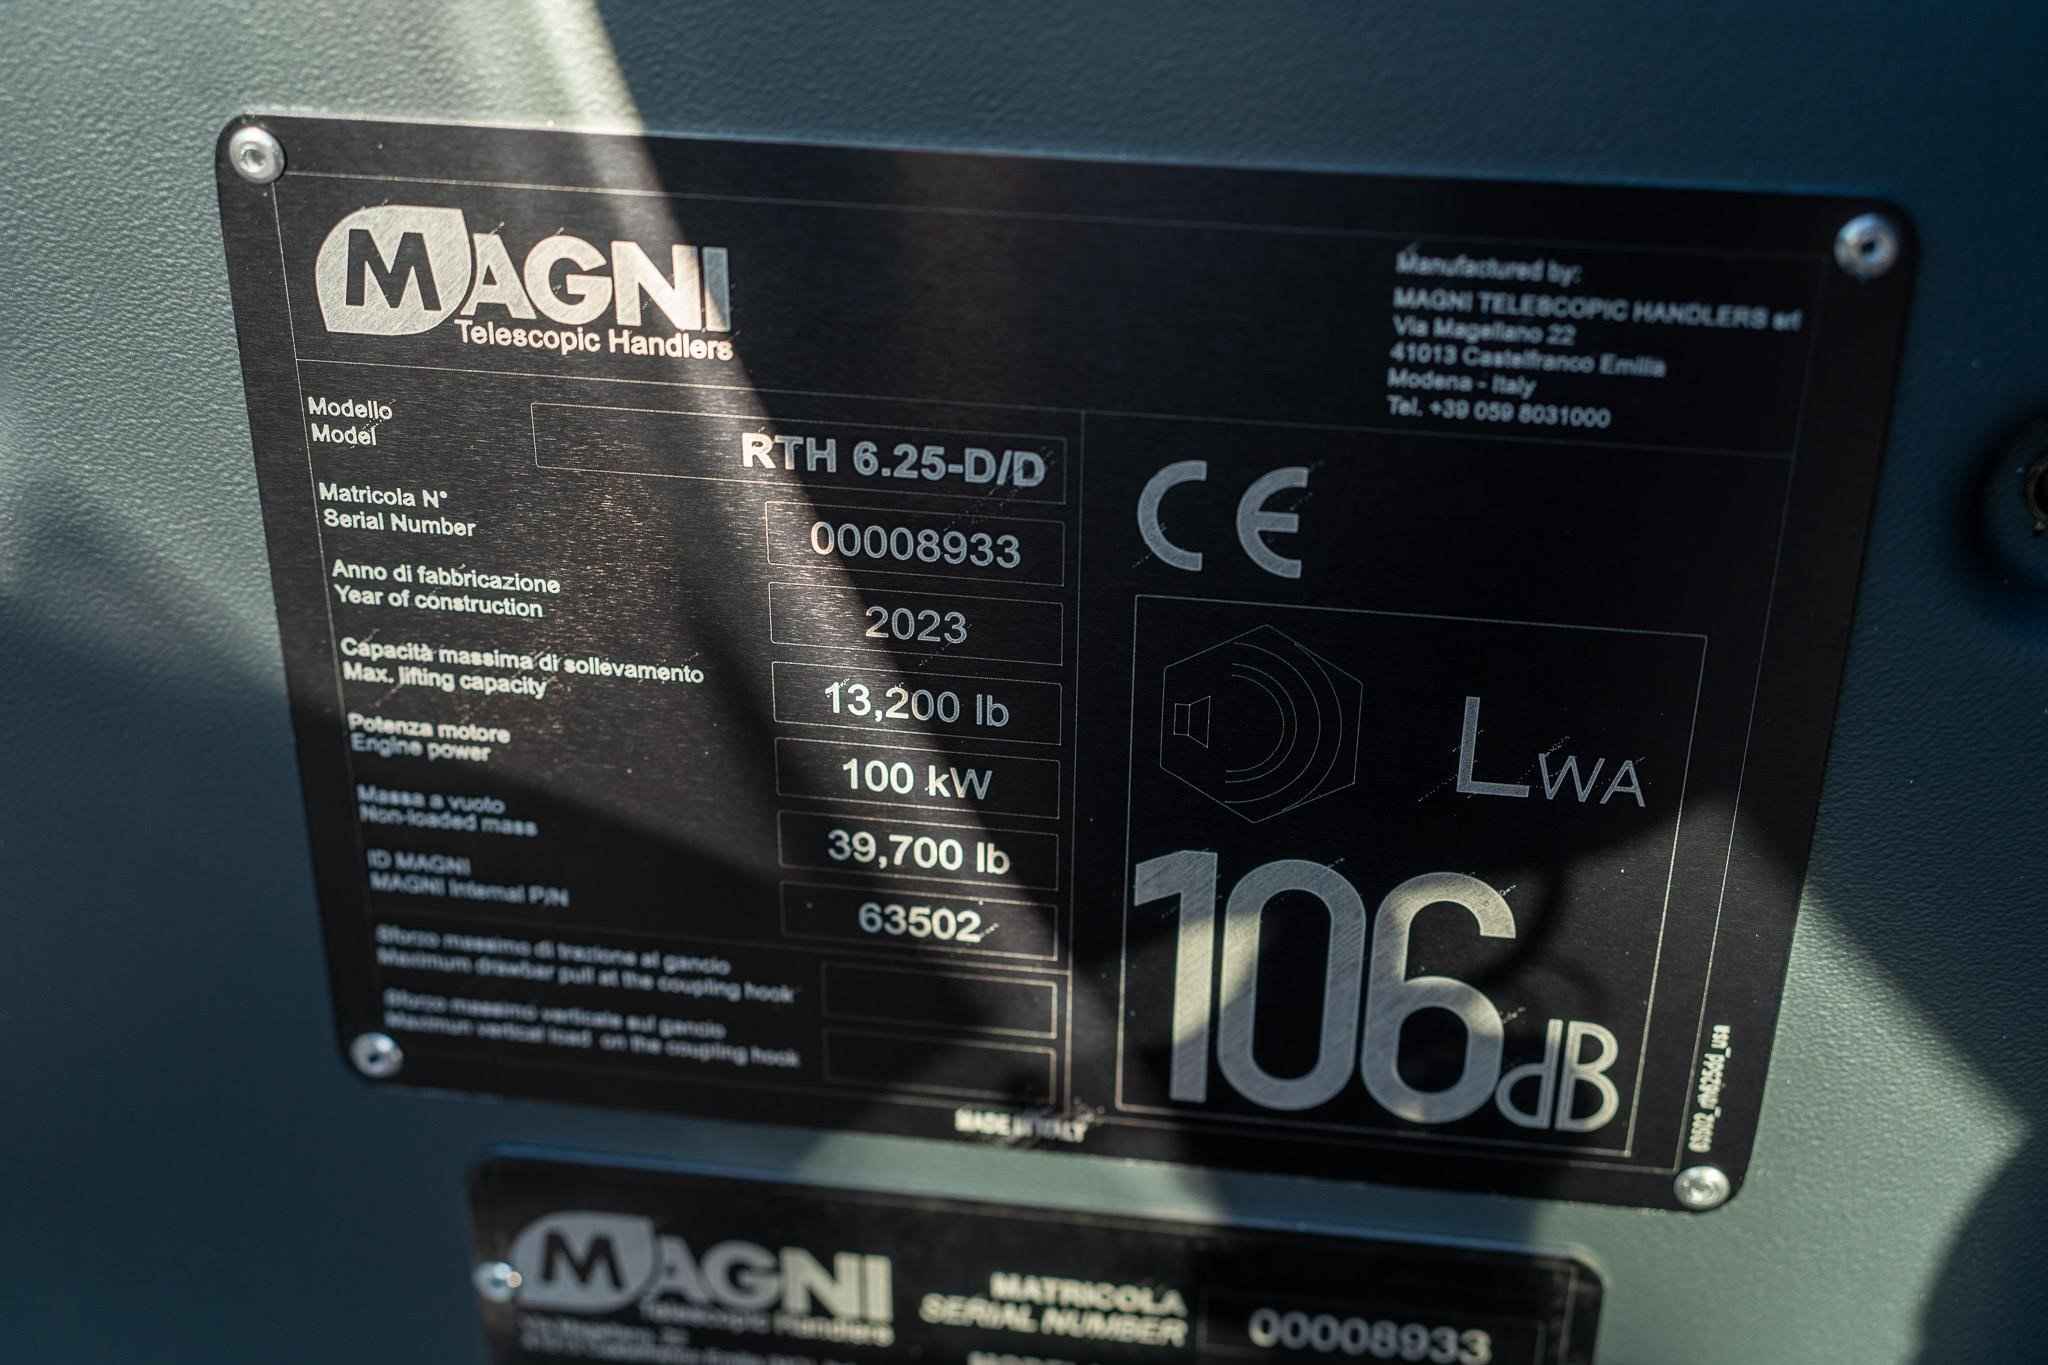 MAGNI
Telescopic Handlers
Manufactured by:
MAGNI TELESCOPIC HANDLERS srl
Via Magellano 22
41013 Castelfranco Emilia
Modena - Italy
Tel. +39 059 8031000
Modello
Model
RTH 6.25-D/D
Matricola N°
Serial Number
00008933
Anno di fabbricazione
Year of construction
2023
Capacità massima di sollevamento
Max. lifting capacity
13,200 lb
Potenza motore
Engine power
100 kW
Massa a vuoto
Non-loaded mass
39,700 lb
ID MAGNI
MAGNI Internal P/N
63502
Sforzo massimo di trazione al gancio
Maximum drawbar pull at the coupling hook
Sforzo massimo verticale sul gancio
Maximun vertical load on the coupling hook
CE
LWA
106 dB
MADE IN ITALY
MAGNI
Telescopic Handlers
MATRICOLA
SERIAL NUMBER
00008933